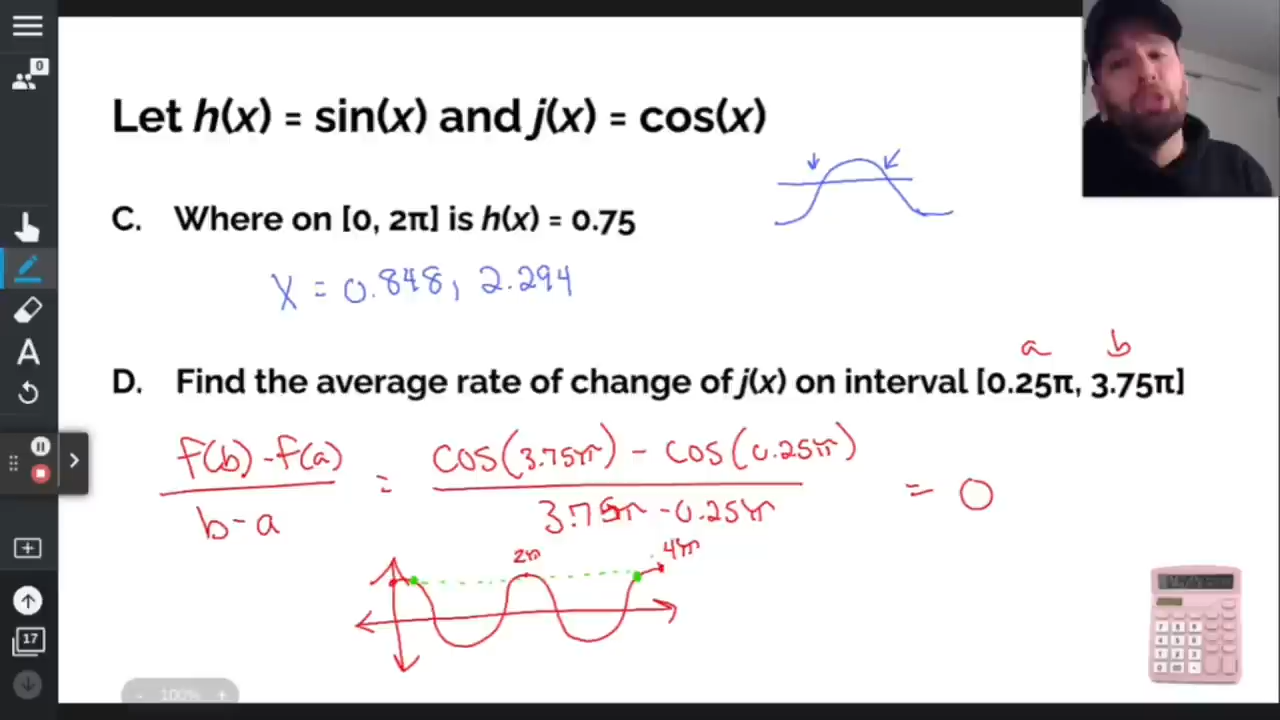 0
Let h(x) = sin(x) and j(x) = cos(x)
C. Where on [0, 2π] is h(x) = 0.75
x = 0.848, 2.294
a b
D. Find the average rate of change of j(x) on interval [0.25π, 3.75π]
f(b) - f(a) / b - a = cos(3.75π) - cos(0.25π) / 3.75π - 0.25π = 0
2π 4π
A
17
- 100% +